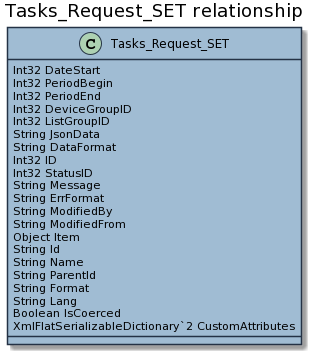 Tasks_Request_SET relationship
C Tasks_Request_SET
Int32 DateStart
Int32 PeriodBegin
Int32 PeriodEnd
Int32 DeviceGroupID
Int32 ListGroupID
String JsonData
String DataFormat
Int32 ID
Int32 StatusID
String Message
String ErrFormat
String ModifiedBy
String ModifiedFrom
Object Item
String Id
String Name
String ParentId
String Format
String Lang
Boolean IsCoerced
XmlFlatSerializableDictionary`2 CustomAttributes